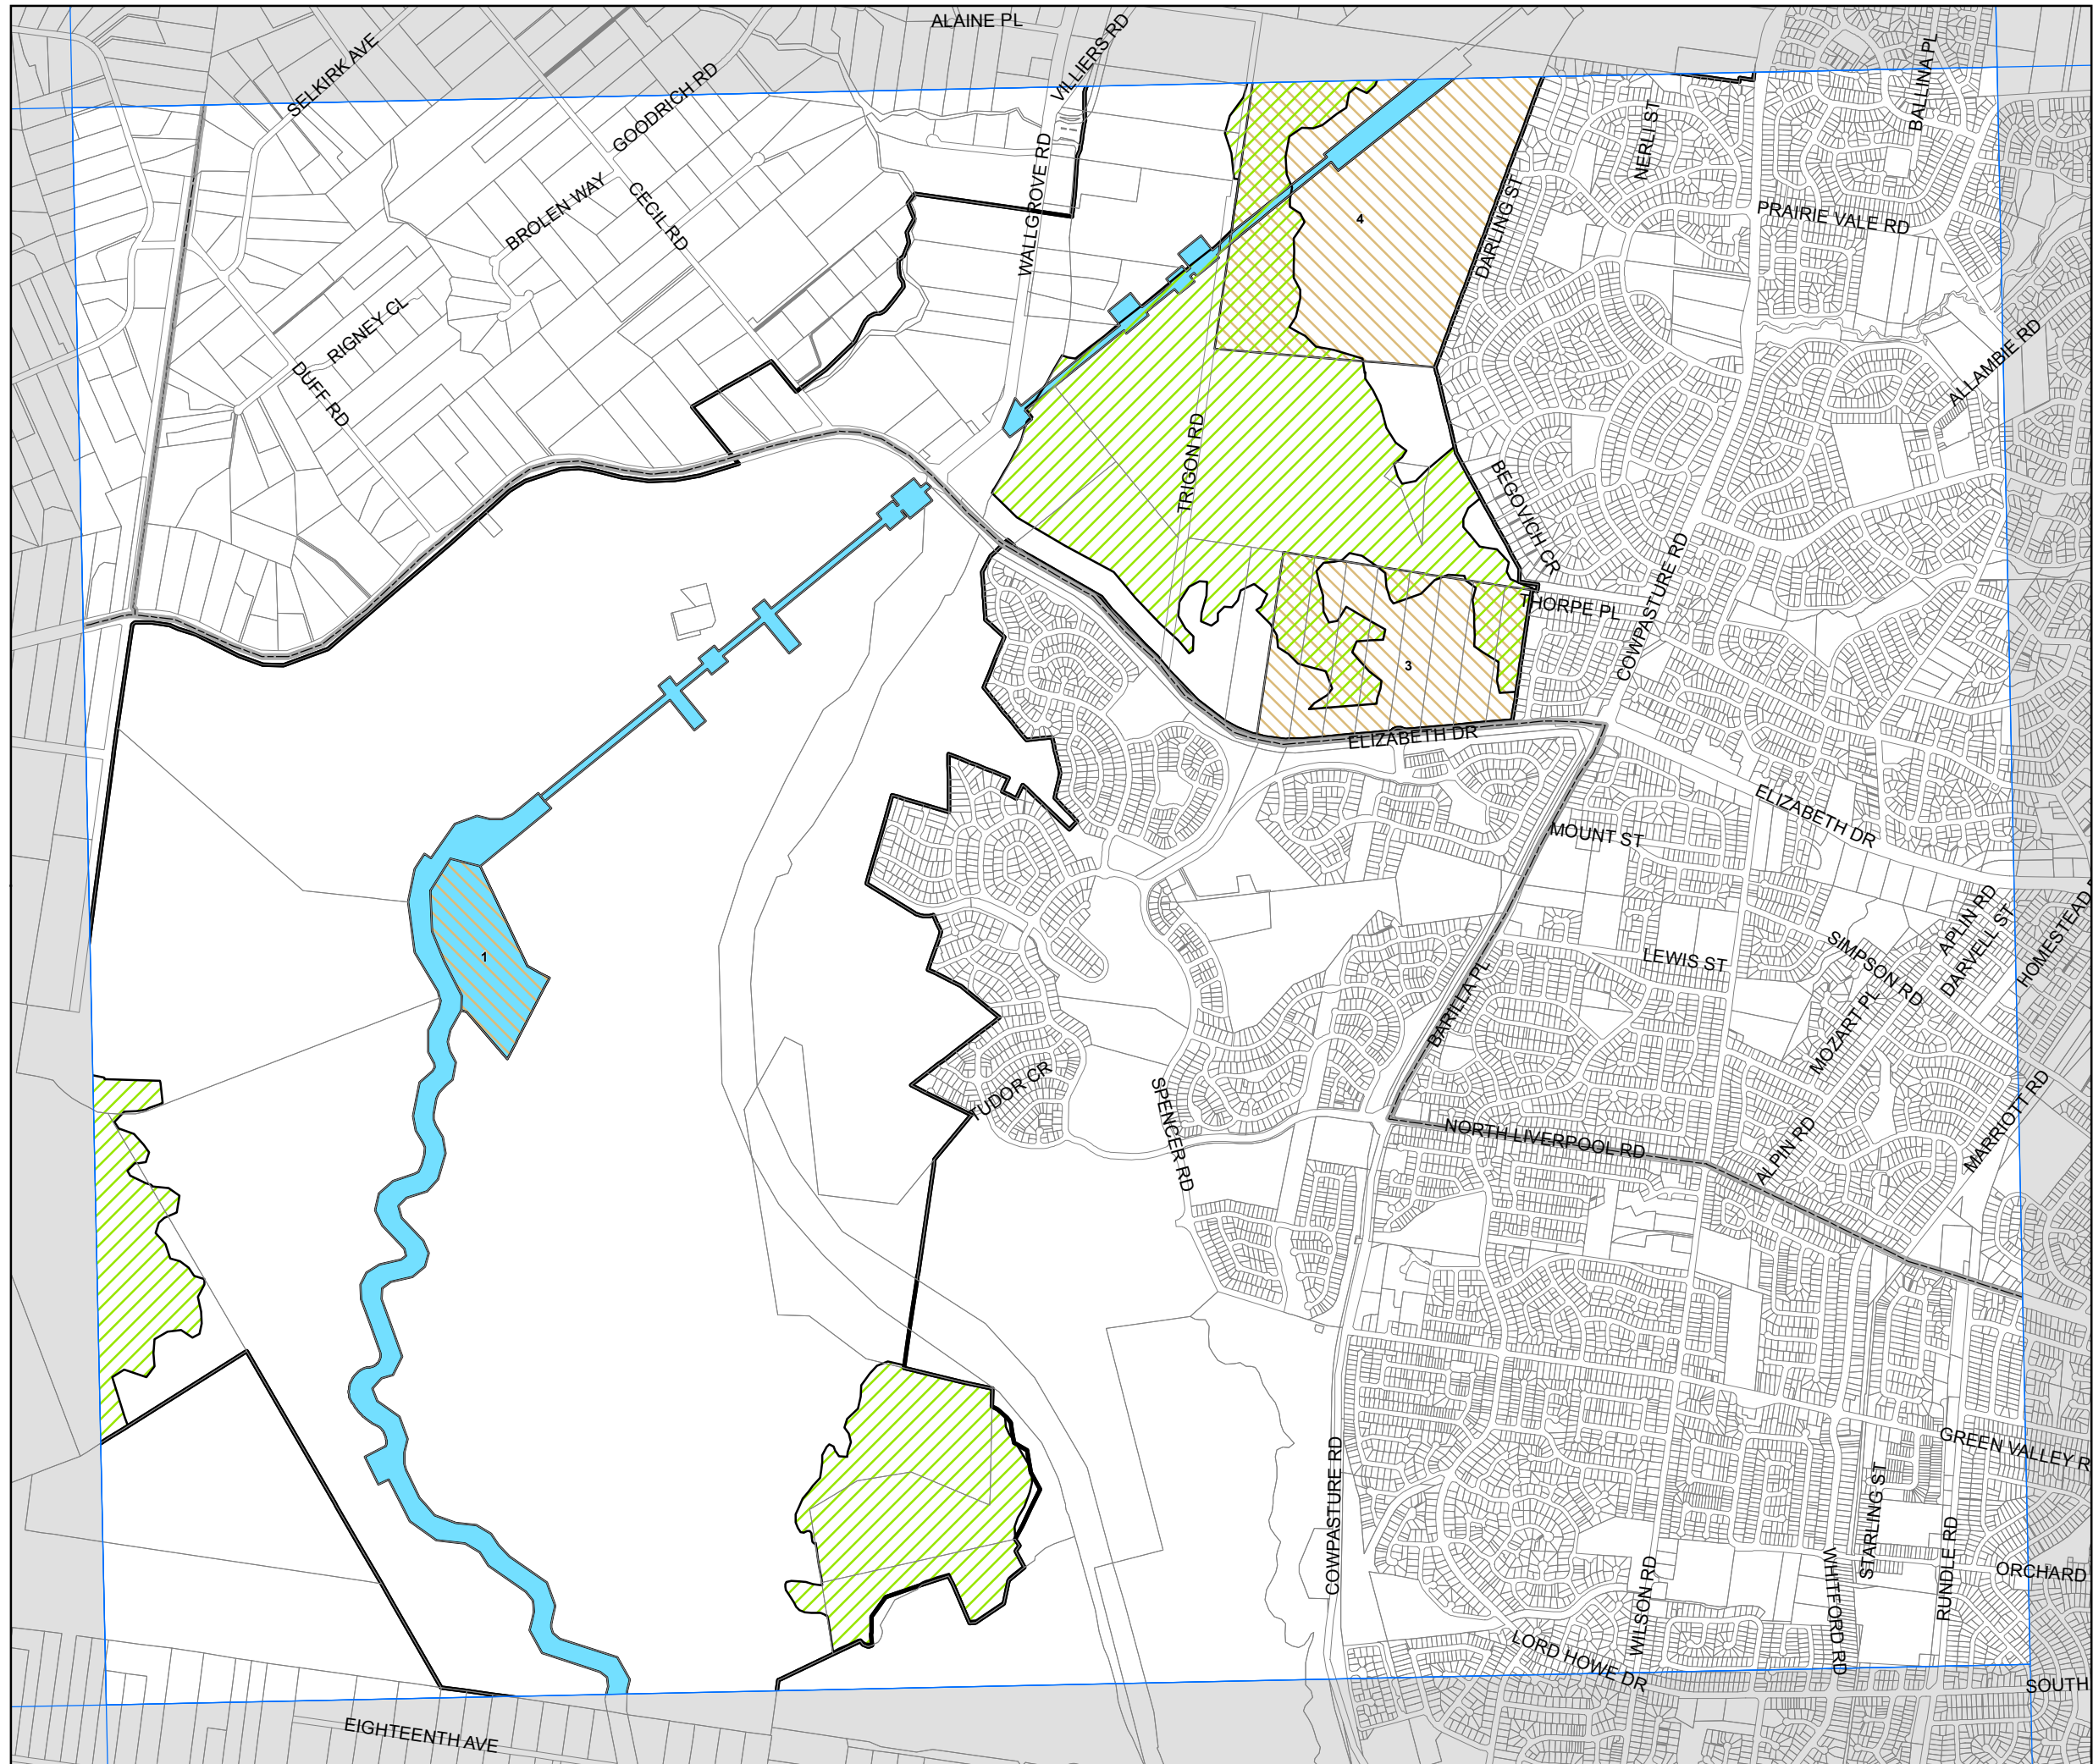 ALAINE PL
VILLIERS RD
SELKIRK AVE
BALLINA PL
GOODRICH RD
NERLI ST
WALLGROVE RD
BROLEN WAY
CECIL RD
DARLING ST
PRAIRIE VALE RD
4
RIGNEY CL
ALLAMBIE RD
DUFF RD
TRIGON RD
BEGOVICH CR
COWPASTURE RD
THORPE PL
3
ELIZABETH DR
ELIZABETH DR
MOUNT ST
APLIN RD
DARVELL ST
HOMESTEAD
SIMPSON RD
LEWIS ST
1
BARILLA PL
MOZART PL
TUDOR CR
SPENCER RD
NORTH LIVERPOOL RD
ALPIN RD
MARRIOTT RD
GREEN VALLEY R
COWPASTURE RD
STARLING ST
RUNDLE RD
ORCHARD
WHITFORD RD
WILSON RD
LORD HOWE DR
SOUTH
EIGHTEENTH AVE